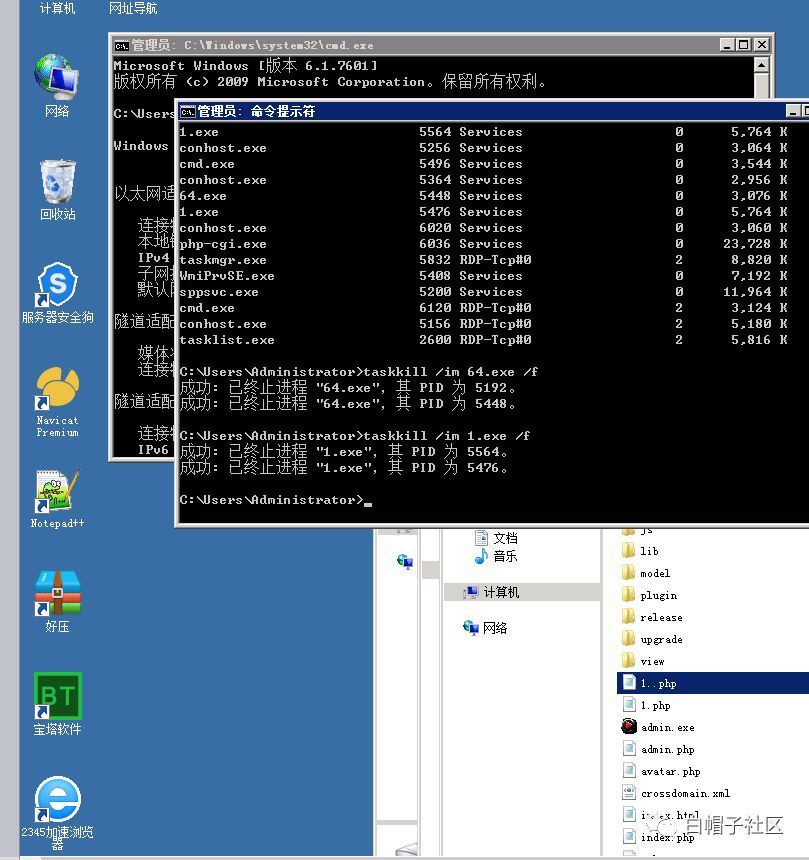 计算机
网址导航
网络
回收站
服务器安全狗
Navicat
Premium
Notepad++
好压
宝塔软件
2345加速浏览
器
管理员: C:\Windows\system32\cmd.exe
Microsoft Windows [版本 6.1.7601]
版权所有 (c) 2009 Microsoft Corporation。保留所有权利。
C:\Users
Windows
以太网适
连接
本地
IPv4
子网
默认
隧道适配
媒体
连接
隧道适配
连接
IPv6
管理员: 命令提示符
1.exe 5564 Services 0 5,764 K
conhost.exe 5256 Services 0 3,064 K
cmd.exe 5496 Services 0 3,544 K
conhost.exe 5364 Services 0 2,956 K
64.exe 5448 Services 0 3,076 K
1.exe 5476 Services 0 5,764 K
conhost.exe 6020 Services 0 3,060 K
php-cgi.exe 6036 Services 0 23,728 K
taskmgr.exe 5832 RDP-Tcp#0 2 8,820 K
WmiPrvSE.exe 5408 Services 0 7,192 K
sppsvc.exe 5200 Services 0 11,964 K
cmd.exe 6120 RDP-Tcp#0 2 3,124 K
conhost.exe 5156 RDP-Tcp#0 2 5,180 K
tasklist.exe 2600 RDP-Tcp#0 2 5,816 K
C:\Users\Administrator>taskkill /im 64.exe /f
成功: 已终止进程 "64.exe"，其 PID 为 5192。
成功: 已终止进程 "64.exe"，其 PID 为 5448。
C:\Users\Administrator>taskkill /im 1.exe /f
成功: 已终止进程 "1.exe"，其 PID 为 5564。
成功: 已终止进程 "1.exe"，其 PID 为 5476。
C:\Users\Administrator>_
文档
音乐
计算机
网络
js
lib
model
plugin
release
upgrade
view
1..php
1.php
admin.exe
admin.php
avatar.php
crossdomain.xml
index.html
index.php
白帽子社区